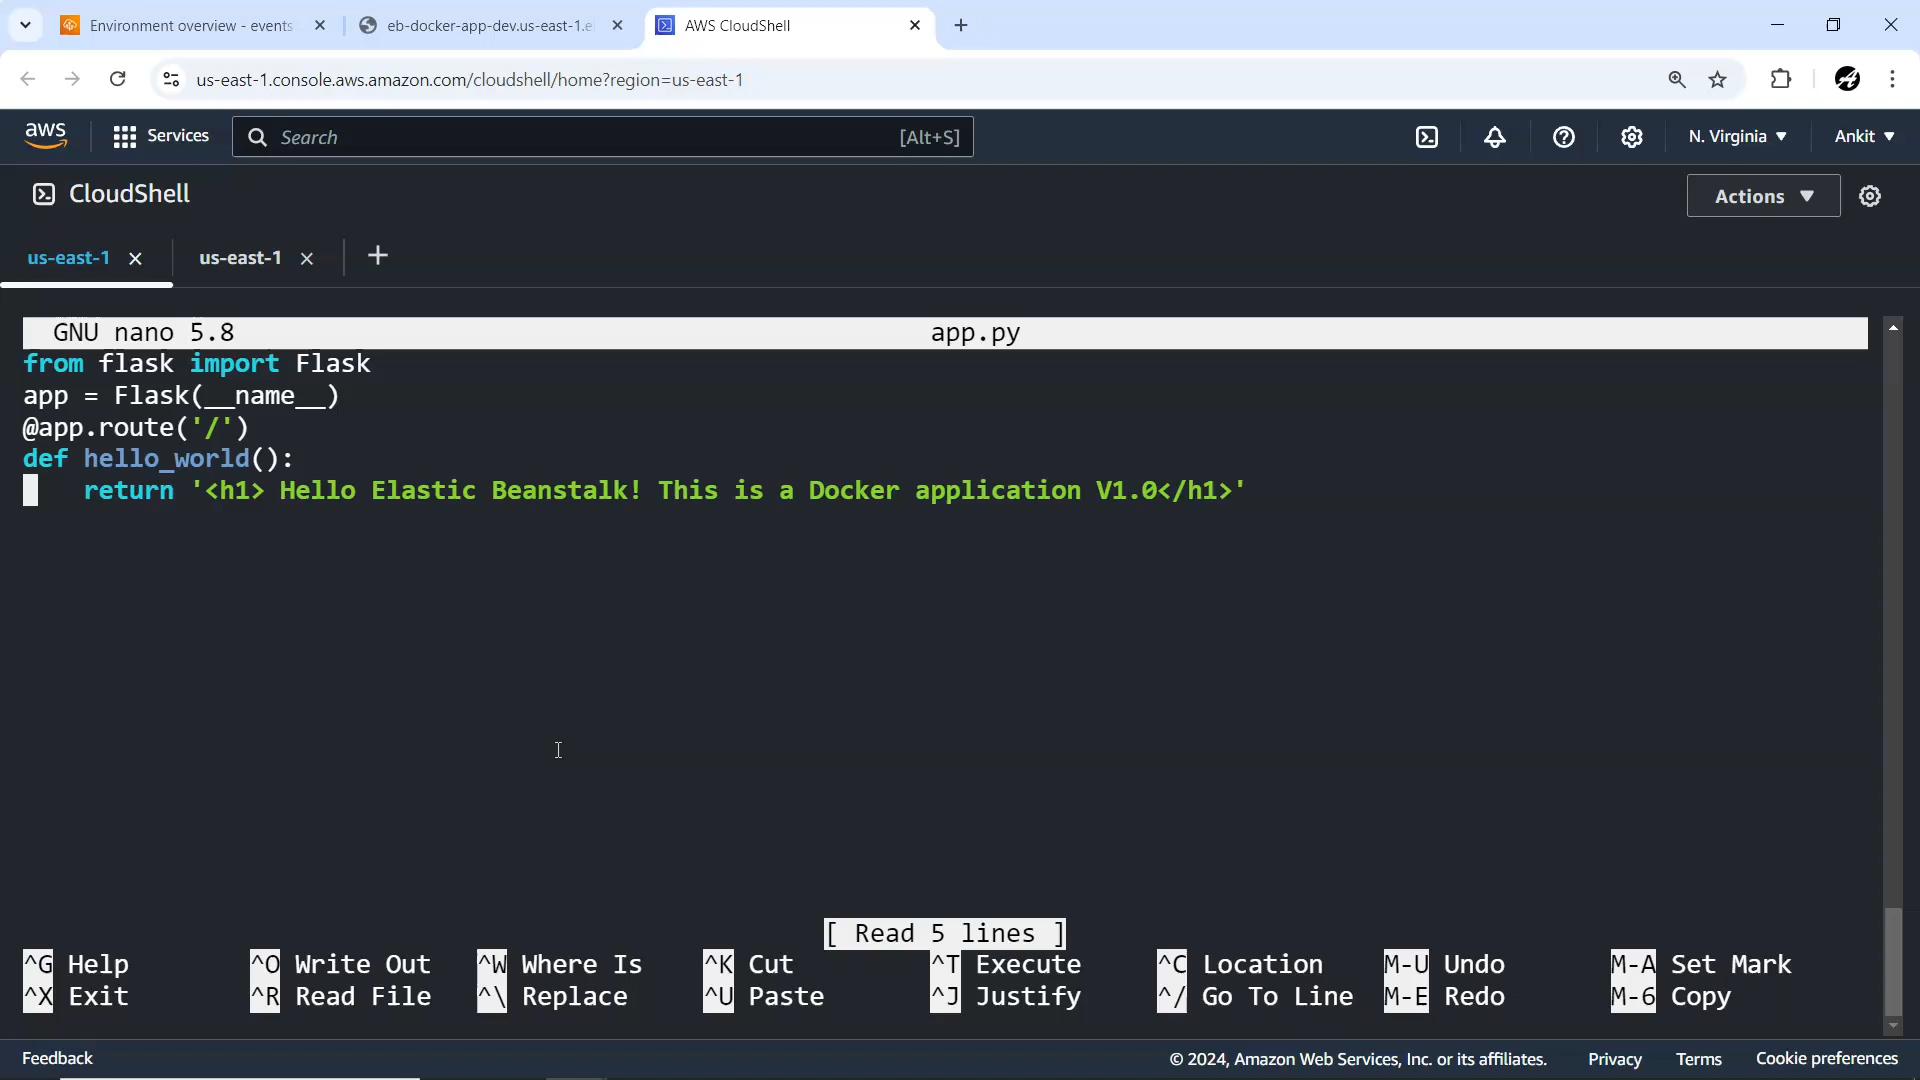 Environment overview - events
eb-docker-app-dev.us-east-1.el
AWS CloudShell
us-east-1.console.aws.amazon.com/cloudshell/home?region=us-east-1
aws
Services
Search
[Alt+S]
N. Virginia
Ankit
CloudShell
Actions
us-east-1
us-east-1
GNU nano 5.8
app.py
from flask import Flask
app = Flask(__name__)
@app.route('/')
def hello_world():
return '<h1> Hello Elastic Beanstalk! This is a Docker application V1.0</h1>'
[ Read 5 lines ]
^G Help ^O Write Out ^W Where Is ^K Cut ^T Execute ^C Location M-U Undo M-A Set Mark
^X Exit ^R Read File ^\ Replace ^U Paste ^J Justify ^/ Go To Line M-E Redo M-6 Copy
Feedback
© 2024, Amazon Web Services, Inc. or its affiliates.
Privacy
Terms
Cookie preferences